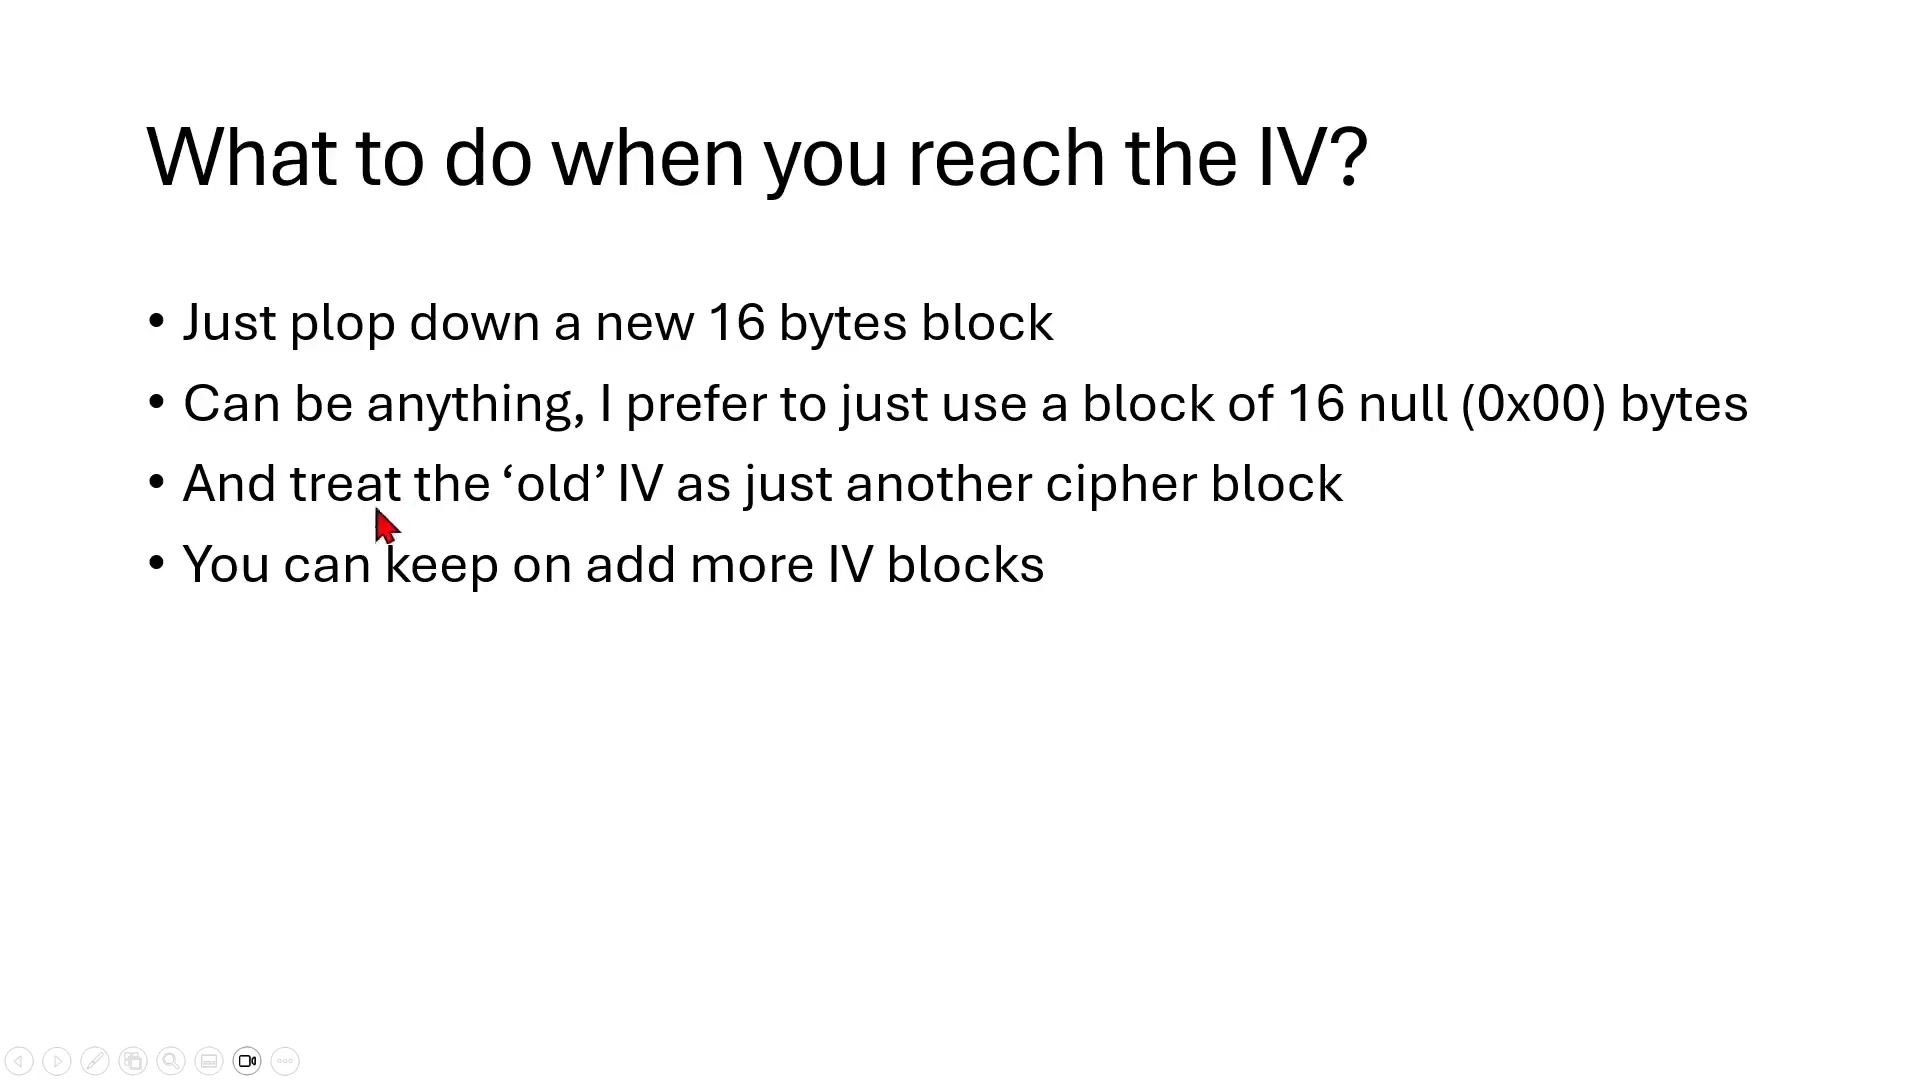 What to do when you reach the IV?
• Just plop down a new 16 bytes block
• Can be anything, I prefer to just use a block of 16 null (0x00) bytes
• And treat the ‘old’ IV as just another cipher block
• You can keep on add more IV blocks